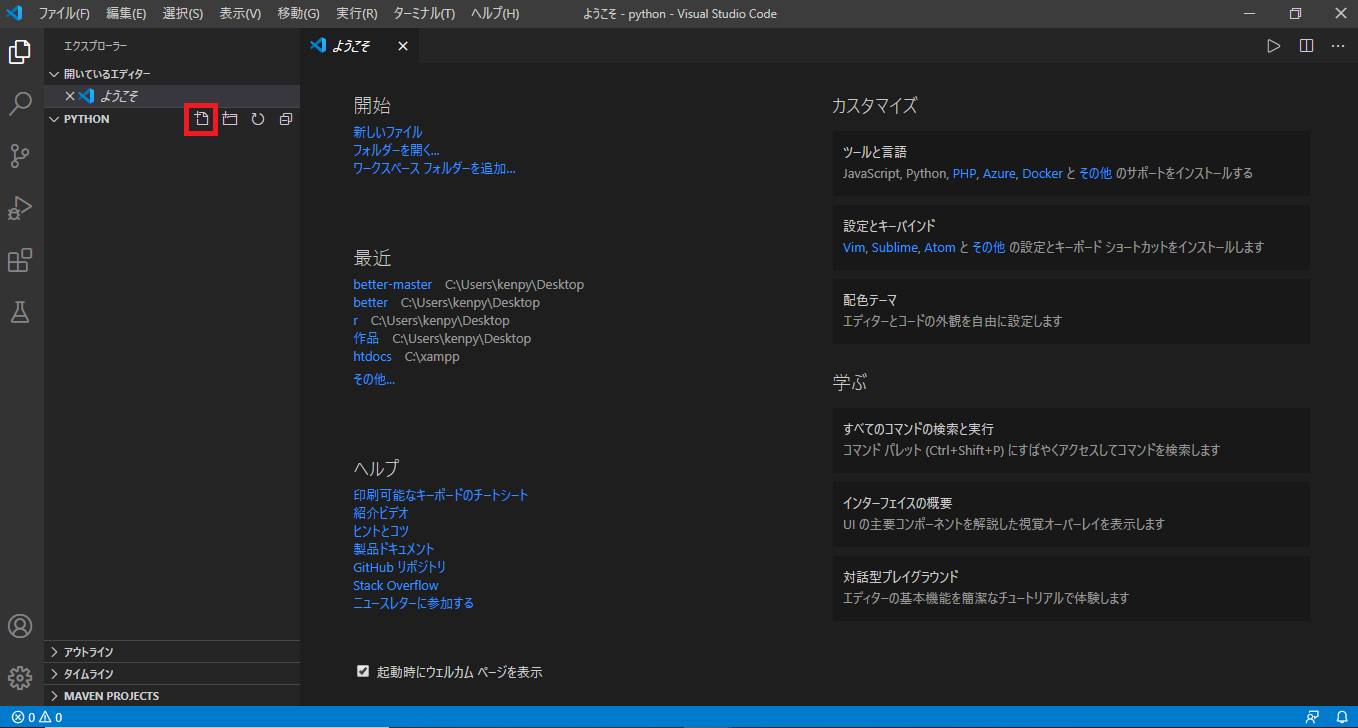 ファイル(F) 編集(E) 選択(S) 表示(V) 移動(G) 実行(R) ターミナル(T) ヘルプ(H) ようこそ - python - Visual Studio Code
エクスプローラー
開いているエディター
ようこそ
PYTHON
アウトライン
タイムライン
MAVEN PROJECTS
ようこそ
開始
新しいファイル
フォルダーを開く...
ワークスペース フォルダーを追加...
最近
better-master C:\Users\kenpy\Desktop
better C:\Users\kenpy\Desktop
r C:\Users\kenpy\Desktop
作品 C:\Users\kenpy\Desktop
htdocs C:\xampp
その他...
ヘルプ
印刷可能なキーボードのチートシート
紹介ビデオ
ヒントとコツ
製品ドキュメント
GitHub リポジトリ
Stack Overflow
ニュースレターに参加する
起動時にウェルカム ページを表示
カスタマイズ
ツールと言語
JavaScript, Python, PHP, Azure, Docker と その他 のサポートをインストールする
設定とキーバインド
Vim, Sublime, Atom と その他 の設定とキーボード ショートカットをインストールします
配色テーマ
エディターとコードの外観を自由に設定します
学ぶ
すべてのコマンドの検索と実行
コマンド パレット (Ctrl+Shift+P) にすばやくアクセスしてコマンドを検索します
インターフェイスの概要
UI の主要コンポーネントを解説した視覚オーバーレイを表示します
対話型プレイグラウンド
エディターの基本機能を簡潔なチュートリアルで体験します
0 0